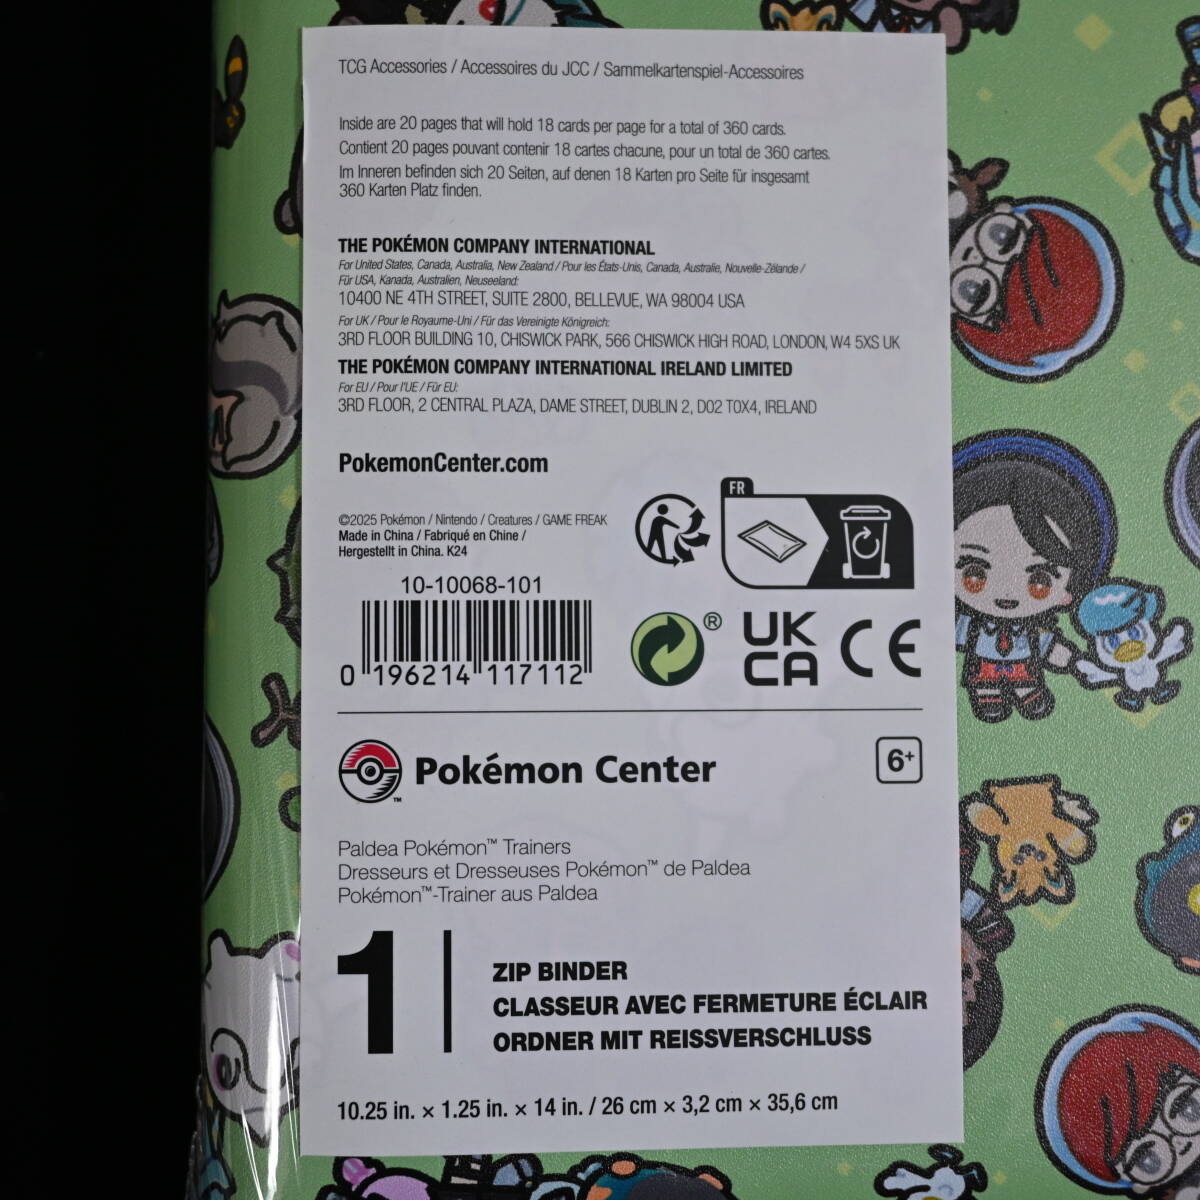 TCG Accessories / Accessoires du JCC / Sammelkartenspiel-Accessoires
Inside are 20 pages that will hold 18 cards per page for a total of 360 cards.
Contient 20 pages pouvant contenir 18 cartes chacune, pour un total de 360 cartes.
Im Inneren befinden sich 20 Seiten, auf denen 18 Karten pro Seite für insgesamt
360 Karten Platz finden.
THE POKÉMON COMPANY INTERNATIONAL
For United States, Canada, Australia, New Zealand / Pour les États-Unis, Canada, Australie, Nouvelle-Zélande /
Für USA, Kanada, Australien, Neuseeland:
10400 NE 4TH STREET, SUITE 2800, BELLEVUE, WA 98004 USA
For UK / Pour le Royaume-Uni / Für das Vereinigte Königreich:
3RD FLOOR BUILDING 10, CHISWICK PARK, 566 CHISWICK HIGH ROAD, LONDON, W4 5XS UK
THE POKÉMON COMPANY INTERNATIONAL IRELAND LIMITED
For EU / Pour l'UE / Für EU:
3RD FLOOR, 2 CENTRAL PLAZA, DAME STREET, DUBLIN 2, D02 T0X4, IRELAND
PokemonCenter.com
©2025 Pokémon / Nintendo / Creatures / GAME FREAK
Made in China / Fabriqué en Chine /
Hergestellt in China. K24
FR
10-10068-101
0 196214 117112
®
UK
CA
CE
Pokémon Center
TM
6+
Paldea Pokémon™ Trainers
Dresseurs et Dresseuses Pokémon™ de Paldea
Pokémon™-Trainer aus Paldea
1
ZIP BINDER
CLASSEUR AVEC FERMETURE ÉCLAIR
ORDNER MIT REISSVERSCHLUSS
10.25 in. × 1.25 in. × 14 in. / 26 cm × 3,2 cm × 35,6 cm